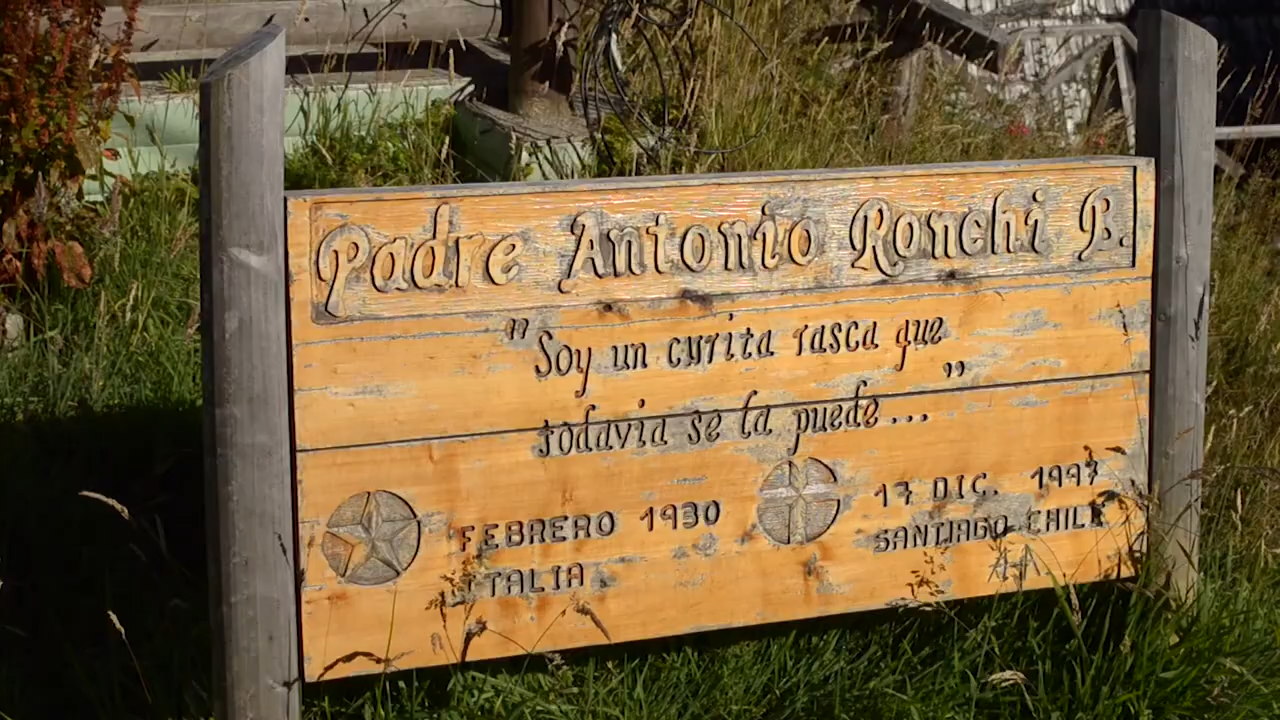 Padre Antonio Ronchi B.
"Soy un curita rasca que
todavia se la puede..."
FEBRERO 1930
ITALIA
17 DIC. 1997
SANTIAGO CHILE